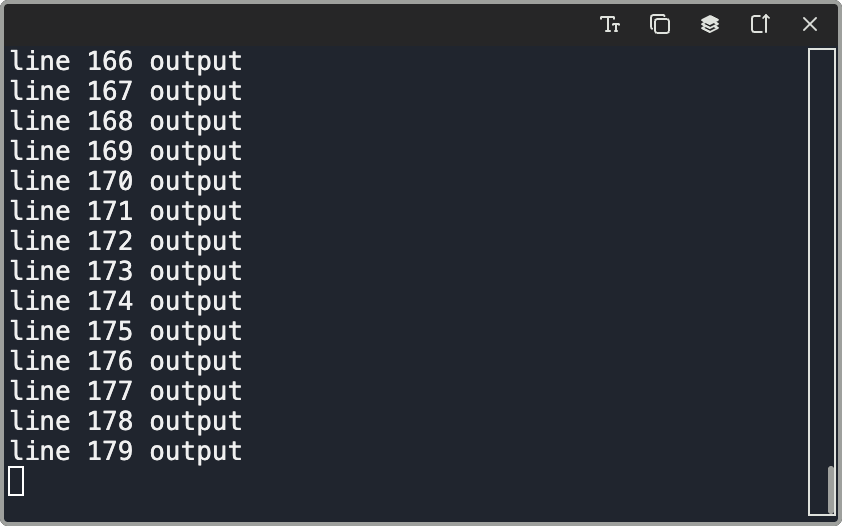 line 166 output
line 167 output
line 168 output
line 169 output
line 170 output
line 171 output
line 172 output
line 173 output
line 174 output
line 175 output
line 176 output
line 177 output
line 178 output
line 179 output